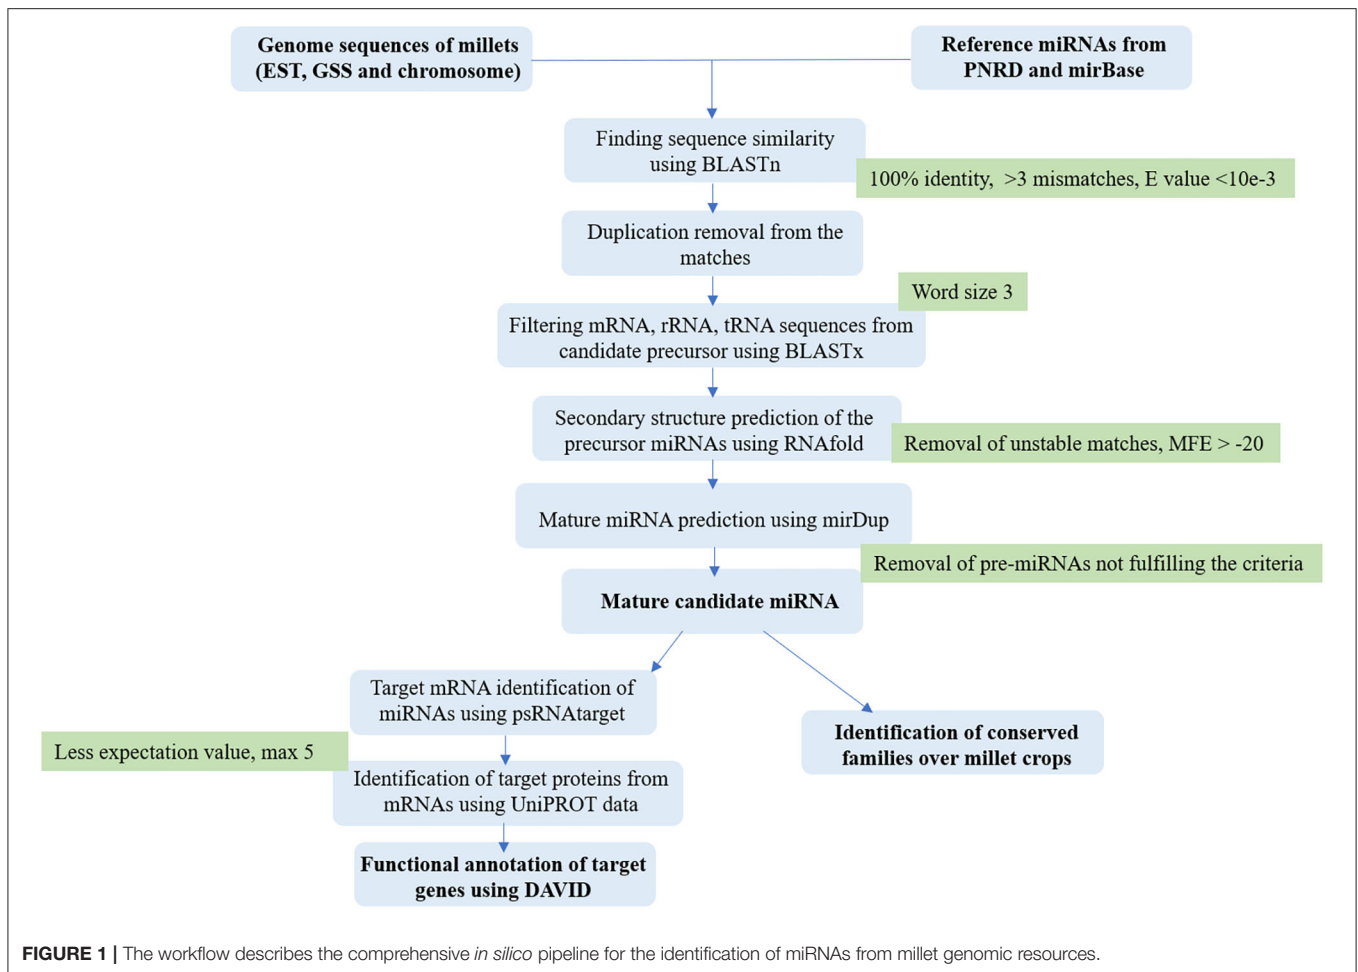 Genome sequences of millets
(EST, GSS and chromosome)
Reference miRNAs from
PNRD and mirBase
Finding sequence similarity
using BLASTn
100% identity, >3 mismatches, E value <10e-3
Duplication removal from the
matches
Word size 3
Filtering mRNA, rRNA, tRNA sequences from
candidate precursor using BLASTx
Secondary structure prediction of the
precursor miRNAs using RNAfold
Removal of unstable matches, MFE > -20
Mature miRNA prediction using mirDup
Removal of pre-miRNAs not fulfilling the criteria
Mature candidate miRNA
Target mRNA identification of
miRNAs using psRNAtarget
Identification of conserved
families over millet crops
Less expectation value, max 5
Identification of target proteins from
mRNAs using UniPROT data
Functional annotation of target
genes using DAVID
FIGURE 1 | The workflow describes the comprehensive in silico pipeline for the identification of miRNAs from millet genomic resources.